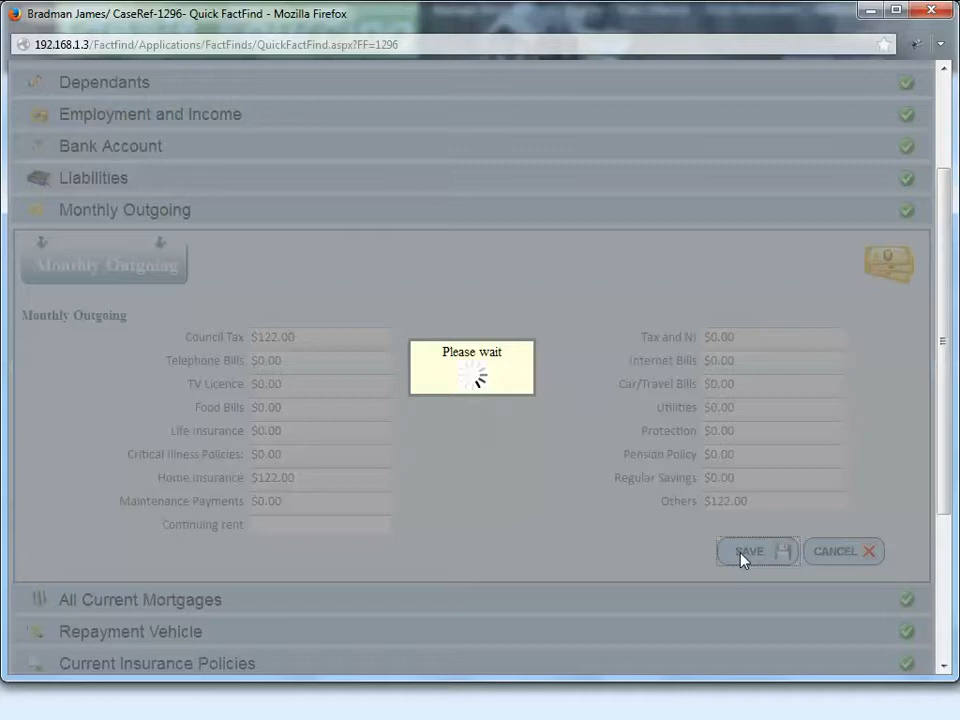 Bradman James/ CaseRef-1296- Quick FactFind - Mozilla Firefox
192.168.1.3/Factfind/Applications/FactFinds/QuickFactFind.aspx?FF=1296
Dependants
Employment and Income
Bank Account
Liabilities
Monthly Outgoing
Monthly Outgoing
Monthly Outgoing
Council Tax $122.00 Tax and NI $0.00
Telephone Bills $0.00 Internet Bills $0.00
TV Licence $0.00 Car/Travel Bills $0.00
Food Bills $0.00 Utilities $0.00
Life insurance $0.00 Protection $0.00
Critical Illness Policies: $0.00 Pension Policy $0.00
Home insurance $122.00 Regular Savings $0.00
Maintenance Payments $0.00 Others $122.00
Continuing rent
Please wait
SAVE CANCEL
All Current Mortgages
Repayment Vehicle
Current Insurance Policies